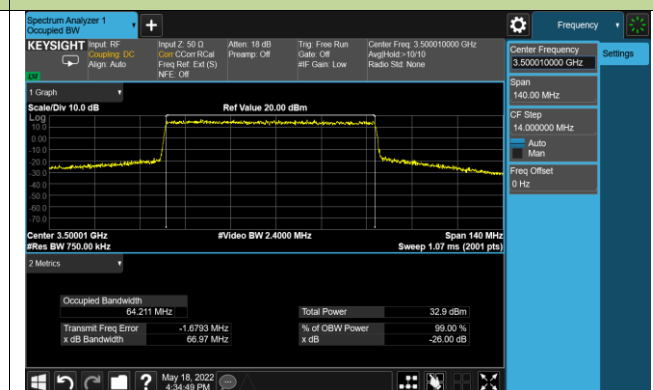 Spectrum Analyzer 1
Occupied BW
+
Frequency
KEYSIGHT
Input: RF
Coupling: DC
Align: Auto
Input Z: 50 Ω
Corr CCorr RCal
Freq Ref: Ext (S)
NFE: Off
Atten: 18 dB
Preamp: Off
Trig: Free Run
Gate: Off
#IF Gain: Low
Center Freq: 3.500010000 GHz
Avg|Hold:>10/10
Radio Std: None
LW
Center Frequency
3.500010000 GHz
Settings
Span
140.00 MHz
CF Step
14.000000 MHz
Auto
Man
Freq Offset
0 Hz
1 Graph
Scale/Div 10.0 dB
Ref Value 20.00 dBm
Log
10.0
0.00
-10.0
-20.0
-30.0
-40.0
-50.0
-60.0
-70.0
Center 3.50001 GHz
#Video BW 2.4000 MHz
Span 140 MHz
#Res BW 750.00 kHz
Sweep 1.07 ms (2001 pts)
2 Metrics
Occupied Bandwidth
64.211 MHz
Total Power 32.9 dBm
Transmit Freq Error -1.6793 MHz
% of OBW Power 99.00 %
x dB Bandwidth 66.97 MHz
x dB -26.00 dB
?
May 18, 2022
4:34:49 PM